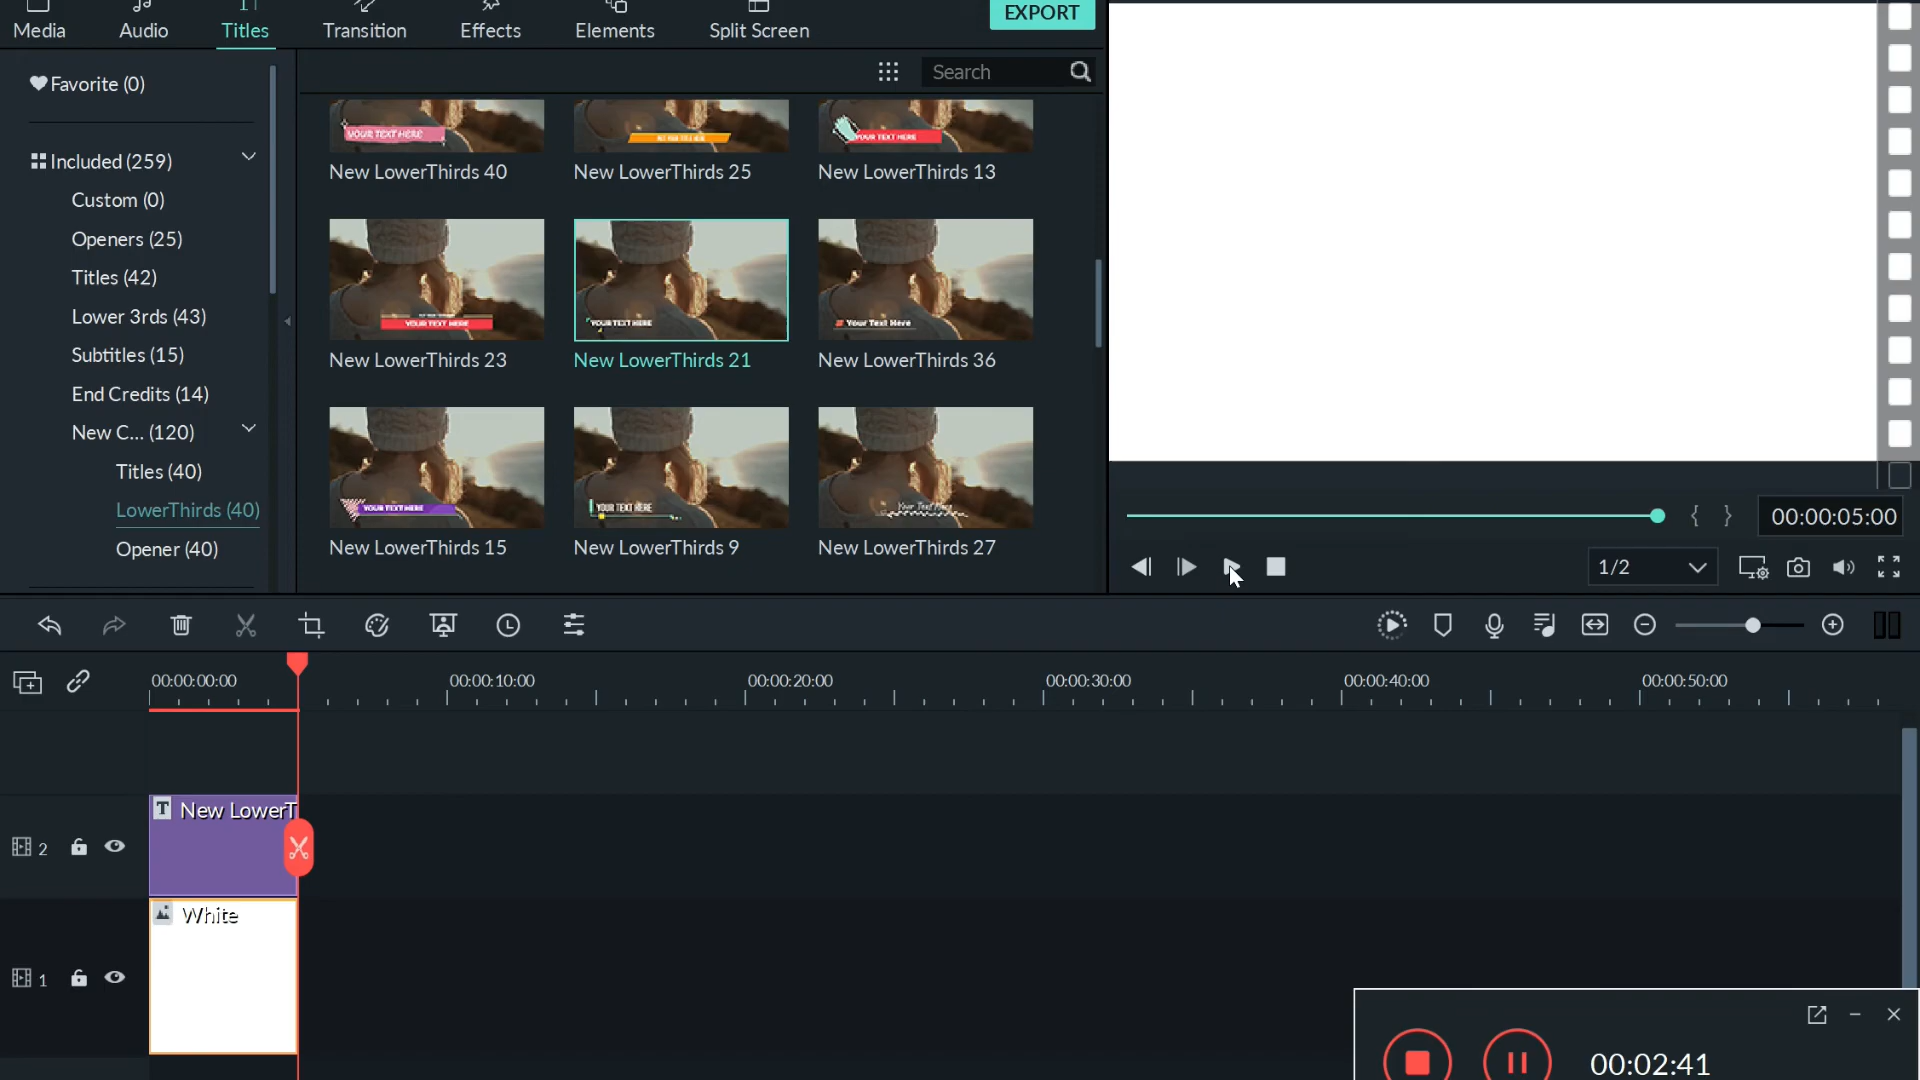 Media
Audio
Titles
Transition
Effects
Elements
Split Screen
EXPORT
Favorite (0)
Search
Included (259)
Custom (0)
Openers (25)
Titles (42)
Lower 3rds (43)
Subtitles (15)
End Credits (14)
New C... (120)
Titles (40)
LowerThirds (40)
Opener (40)
YOUR TEXT HERE
YOUR TEXT HERE
New LowerThirds 40
New LowerThirds 25
New LowerThirds 13
YOUR TEXT HERE
YOUR TEXT HERE
Your Text Here
New LowerThirds 23
New LowerThirds 21
New LowerThirds 36
YOUR TEXT HERE
YOUR TEXT HERE
Your Text Here
New LowerThirds 15
New LowerThirds 9
New LowerThirds 27
{ }
00:00:05:00
1/2
00:00:00:00
00:00:10:00
00:00:20:00
00:00:30:00
00:00:40:00
00:00:50:00
T New LowerT
2
White
1
00:02:41